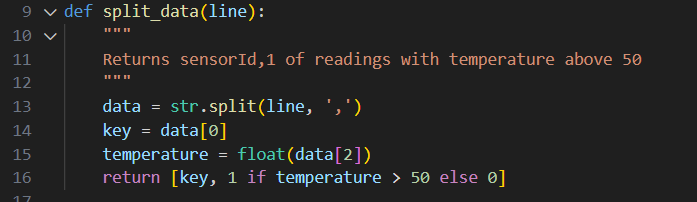 9 def split_data(line):
10 """
11 Returns sensorId,1 of readings with temperature above 50
12 """
13 data = str.split(line, ',')
14 key = data[0]
15 temperature = float(data[2])
16 return [key, 1 if temperature > 50 else 0]
17